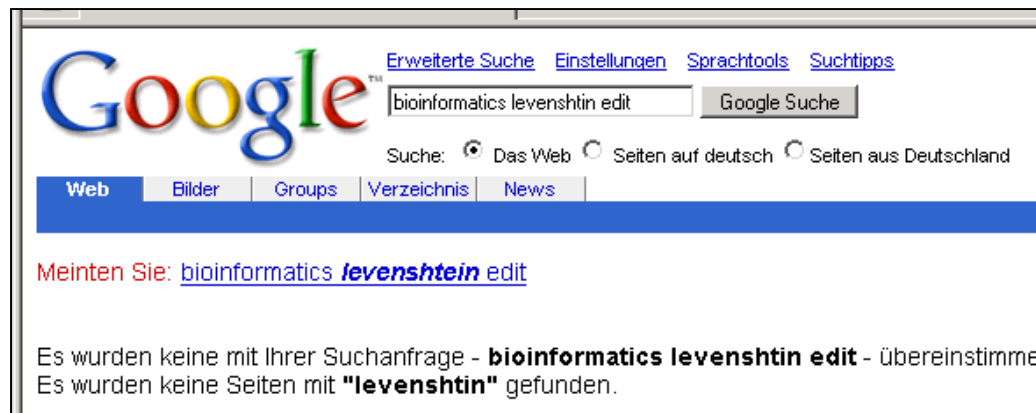 Google™
Erweiterte Suche Einstellungen Sprachtools Suchtipps
bioinformatics levenshtin edit Google Suche
Suche: Das Web Seiten auf deutsch Seiten aus Deutschland
Web Bilder Groups Verzeichnis News
Meinten Sie: bioinformatics levenshtein edit
Es wurden keine mit Ihrer Suchanfrage - bioinformatics levenshtin edit - übereinstimme
Es wurden keine Seiten mit "levenshtin" gefunden.